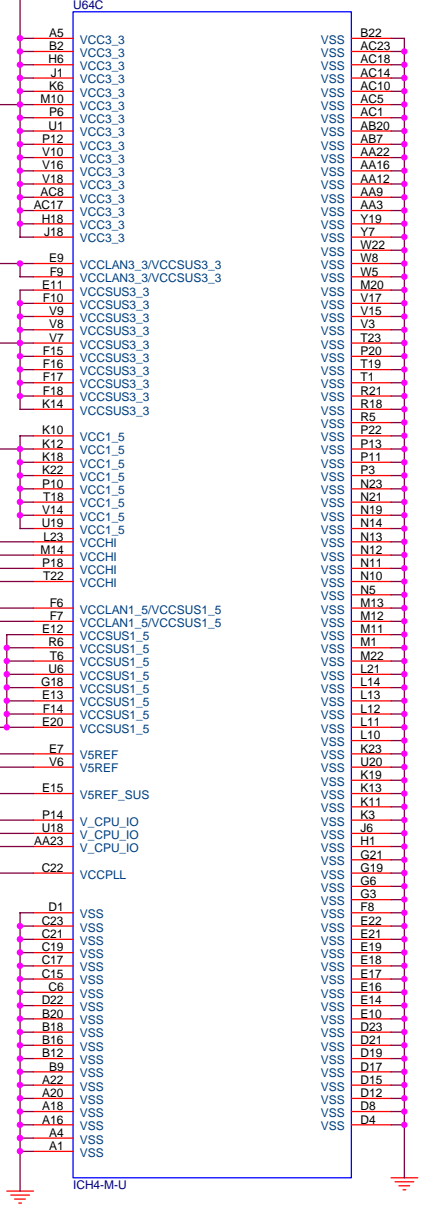 U64C
A5 VCC3_3
B2 VCC3_3
H6 VCC3_3
J1 VCC3_3
K6 VCC3_3
M10 VCC3_3
P6 VCC3_3
U1 VCC3_3
P12 VCC3_3
V10 VCC3_3
V16 VCC3_3
V18 VCC3_3
AC8 VCC3_3
AC17 VCC3_3
H18 VCC3_3
J18 VCC3_3
E9 VCCLAN3_3/VCCSUS3_3
F9 VCCLAN3_3/VCCSUS3_3
E11 VCCSUS3_3
F10 VCCSUS3_3
V9 VCCSUS3_3
V8 VCCSUS3_3
V7 VCCSUS3_3
F15 VCCSUS3_3
F16 VCCSUS3_3
F17 VCCSUS3_3
F18 VCCSUS3_3
K14 VCCSUS3_3
K10 VCC1_5
K12 VCC1_5
K18 VCC1_5
K22 VCC1_5
P10 VCC1_5
T18 VCC1_5
V14 VCC1_5
U19 VCC1_5
L23 VCCHI
M14 VCCHI
P18 VCCHI
T22 VCCHI
F6 VCCLAN1_5/VCCSUS1_5
F7 VCCLAN1_5/VCCSUS1_5
E12 VCCSUS1_5
R6 VCCSUS1_5
T6 VCCSUS1_5
U6 VCCSUS1_5
G18 VCCSUS1_5
E13 VCCSUS1_5
F14 VCCSUS1_5
E20 VCCSUS1_5
E7 V5REF
V6 V5REF
E15 V5REF_SUS
P14 V_CPU_IO
U18 V_CPU_IO
AA23 V_CPU_IO
C22 VCCPLL
D1 VSS
C23 VSS
C21 VSS
C19 VSS
C17 VSS
C15 VSS
C6 VSS
D22 VSS
B20 VSS
B18 VSS
B16 VSS
B12 VSS
B9 VSS
A22 VSS
A20 VSS
A18 VSS
A16 VSS
A4 VSS
A1 VSS
VSS B22
VSS AC23
VSS AC18
VSS AC14
VSS AC10
VSS AC5
VSS AC1
VSS AB20
VSS AB7
VSS AA22
VSS AA16
VSS AA12
VSS AA9
VSS AA3
VSS Y19
VSS Y7
VSS W22
VSS W8
VSS W5
VSS M20
VSS V17
VSS V15
VSS V3
VSS T23
VSS P20
VSS T19
VSS T1
VSS R21
VSS R18
VSS R5
VSS P22
VSS P13
VSS P11
VSS P3
VSS N23
VSS N21
VSS N19
VSS N14
VSS N13
VSS N12
VSS N11
VSS N10
VSS N5
VSS M13
VSS M12
VSS M11
VSS M1
VSS M22
VSS L21
VSS L14
VSS L13
VSS L12
VSS L11
VSS L10
VSS K23
VSS U20
VSS K19
VSS K13
VSS K11
VSS K3
VSS J6
VSS H1
VSS G21
VSS G19
VSS G6
VSS G3
VSS F8
VSS E22
VSS E21
VSS E19
VSS E18
VSS E17
VSS E16
VSS E14
VSS E10
VSS D23
VSS D21
VSS D19
VSS D17
VSS D15
VSS D12
VSS D8
VSS D4
ICH4-M-U